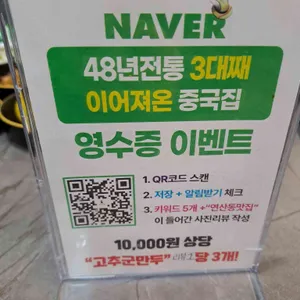 NAVER
48년전통 3대째
이어져온 중국집
영수증 이벤트
1. QR코드 스캔
2. 저장 + 알림받기 체크
3. 키워드 5개 +"연산동맛집"
이 들어간 사진리뷰 작성
10,000원 상당
"고추군만두" 리뷰1당 3개!